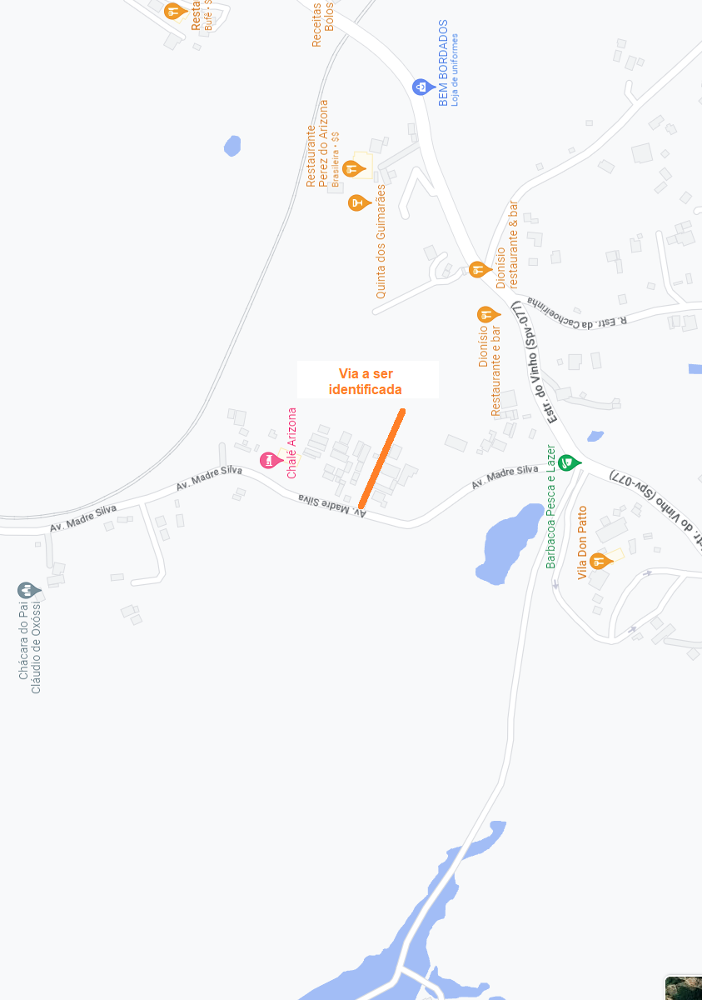 Resta
Bufê • $
Receitas
Bolos
BEM BORDADOS
Loja de uniformes
Restaurante
Perez do Arizona
Brasileira • $$
Quinta dos Guimarães
Dionísio
restaurante & bar
R. Estr. da Cachoeirinha
Dionísio
Restaurante e bar
Estr. do Vinho (Spv-077)
Via a ser
identificada
Chalé Arizona
Av. Madre Silva
Av. Madre Silva
Av. Madre Silva
Av. Madre Silva
Barbacoa Pesca e Lazer
Estr. do Vinho (Spv-077)
Vila Don Patto
Chácara do Pai
Cláudio de Oxóssi